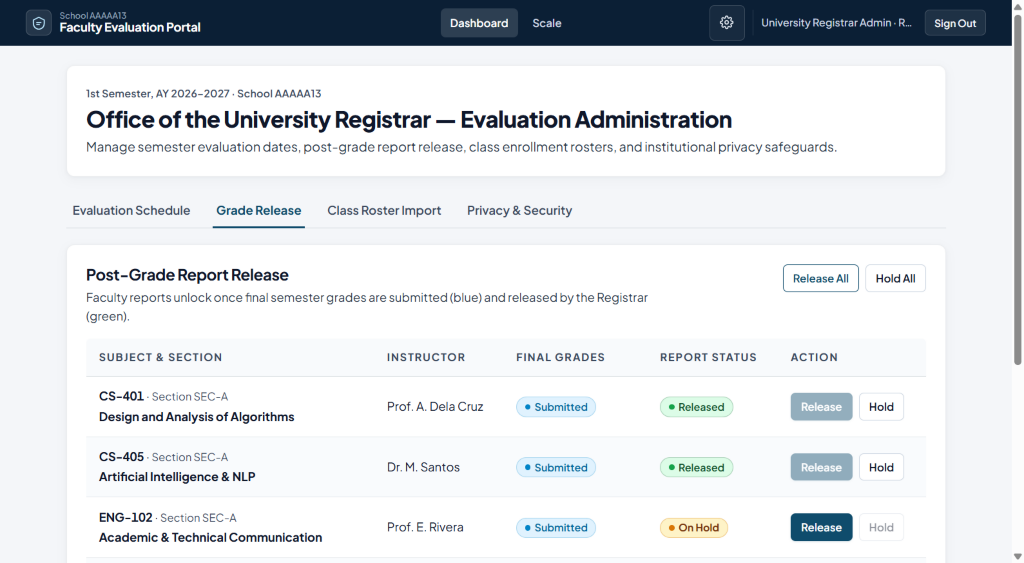 School AAAAA13
Faculty Evaluation Portal
Dashboard
Scale
University Registrar Admin · R...
Sign Out
1st Semester, AY 2026–2027 · School AAAAA13
Office of the University Registrar — Evaluation Administration
Manage semester evaluation dates, post-grade report release, class enrollment rosters, and institutional privacy safeguards.
Evaluation Schedule
Grade Release
Class Roster Import
Privacy & Security
Post-Grade Report Release
Release All
Hold All
Faculty reports unlock once final semester grades are submitted (blue) and released by the Registrar
(green).
SUBJECT & SECTION
INSTRUCTOR
FINAL GRADES
REPORT STATUS
ACTION
CS-401 · Section SEC-A
Design and Analysis of Algorithms
Prof. A. Dela Cruz
Submitted
Released
Release
Hold
CS-405 · Section SEC-A
Artificial Intelligence & NLP
Dr. M. Santos
Submitted
Released
Release
Hold
ENG-102 · Section SEC-A
Academic & Technical Communication
Prof. E. Rivera
Submitted
On Hold
Release
Hold